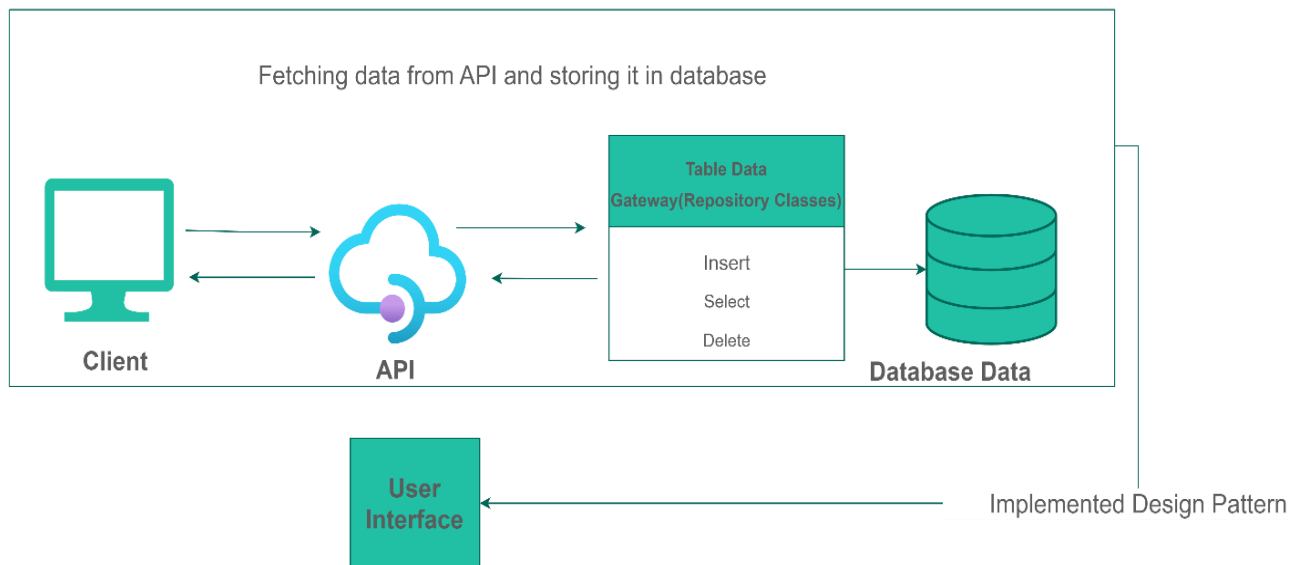 Fetching data from API and storing it in database
Table Data
Gateway(Repository Classes)
Insert
Select
Delete
Client
API
Database Data
User
Interface
Implemented Design Pattern